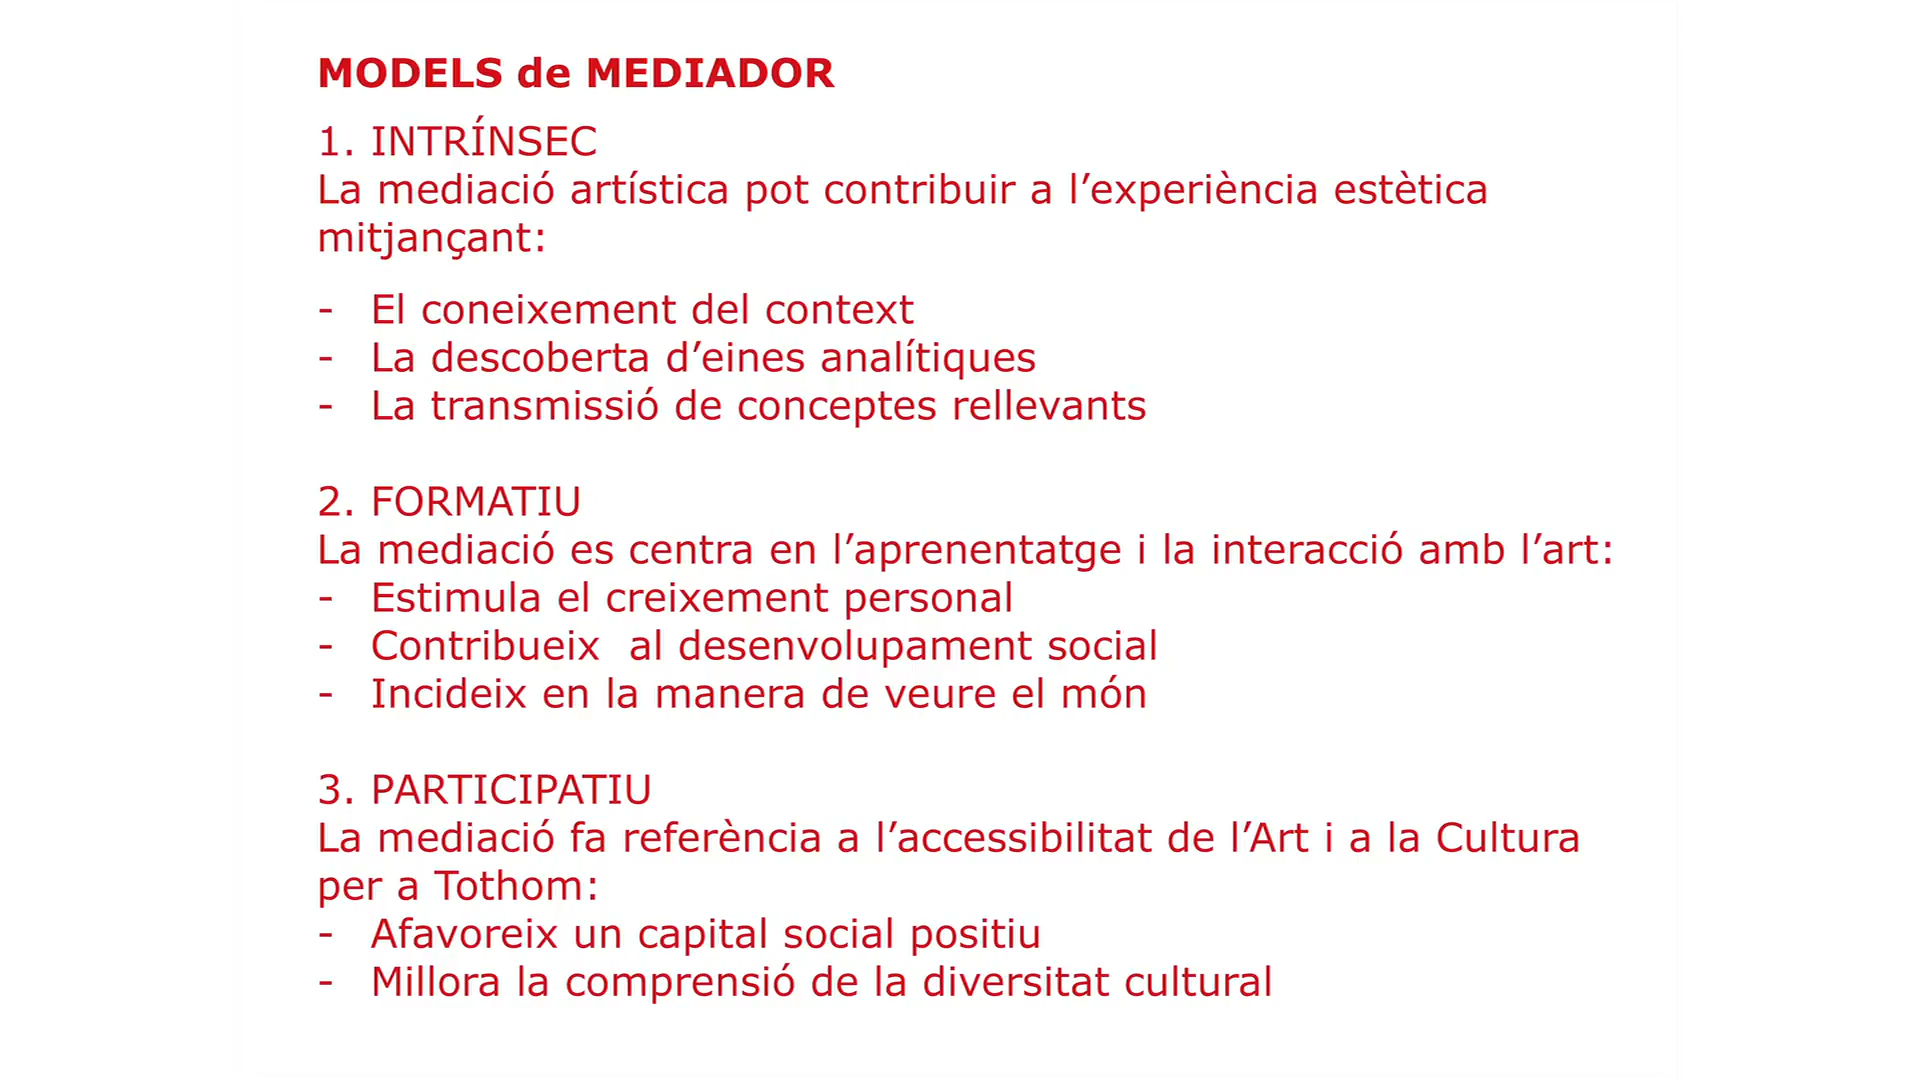 MODELS de MEDIADOR
1. INTRÍNSEC
La mediació artística pot contribuir a l’experiència estètica
mitjançant:
- El coneixement del context
- La descoberta d’eines analítiques
- La transmissió de conceptes rellevants
2. FORMATIU
La mediació es centra en l’aprenentatge i la interacció amb l’art:
- Estimula el creixement personal
- Contribueix  al desenvolupament social
- Incideix en la manera de veure el món
3. PARTICIPATIU
La mediació fa referència a l’accessibilitat de l’Art i a la Cultura
per a Tothom:
- Afavoreix un capital social positiu
- Millora la comprensió de la diversitat cultural